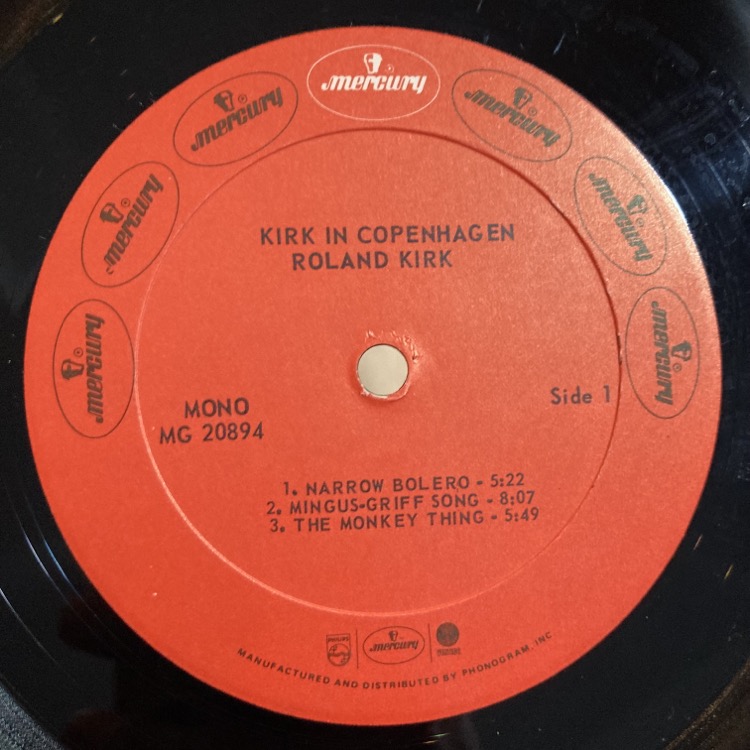 mercury
mercury
mercury
mercury
mercury
mercury
mercury
KIRK IN COPENHAGEN
ROLAND KIRK
MONO
MG 20894
Side 1
1. NARROW BOLERO - 5:22
2. MINGUS-GRIFF SONG - 8:07
3. THE MONKEY THING - 5:49
PHILIPS
mercury
MANUFACTURED AND DISTRIBUTED BY PHONOGRAM, INC